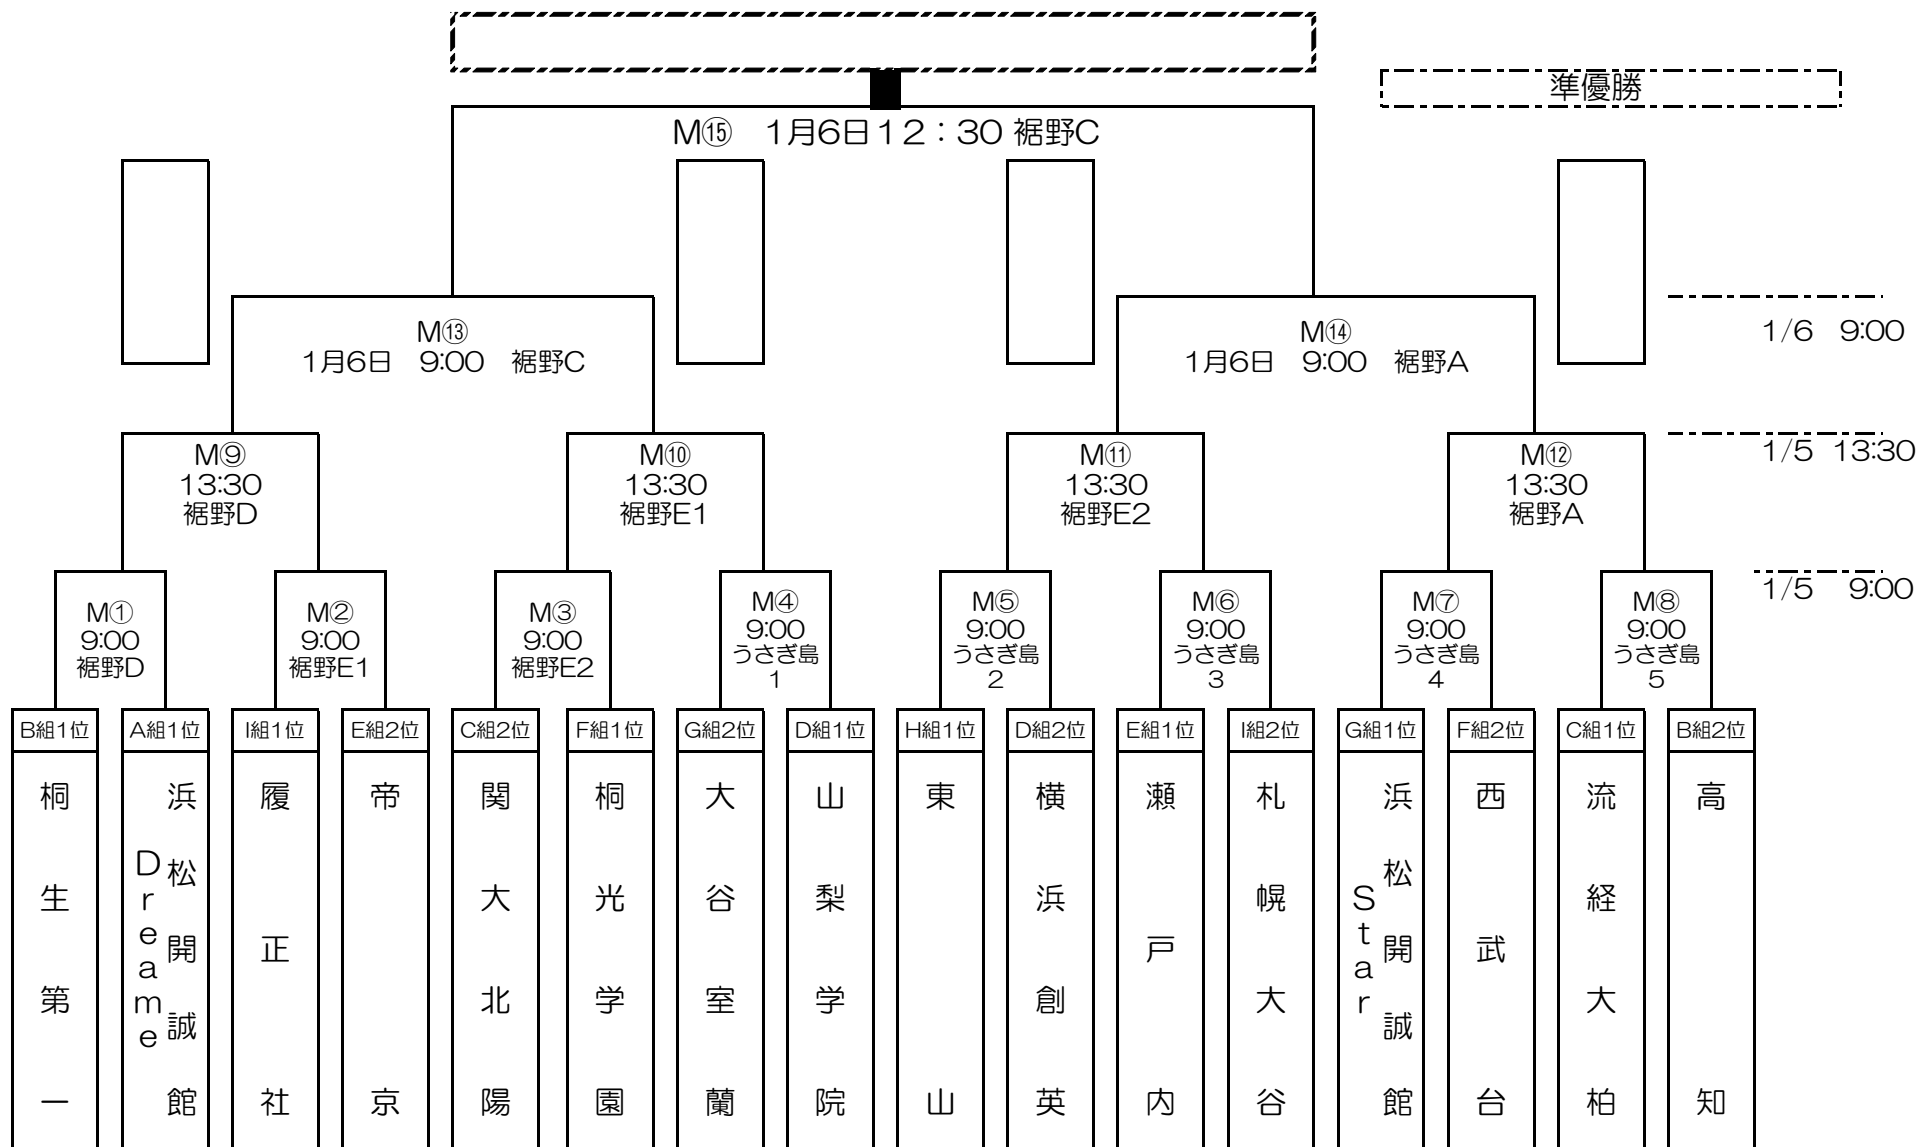 準優勝
M⑮ 1月6日12：30 裾野C
M⑬
1月6日 9:00 裾野C
M⑭
1月6日 9:00 裾野A
1/6 9:00
M⑨
13:30
裾野D
M⑩
13:30
裾野E1
M⑪
13:30
裾野E2
M⑫
13:30
裾野A
1/5 13:30
M①
9:00
裾野D
M②
9:00
裾野E1
M③
9:00
裾野E2
M④
9:00
うさぎ島
1
M⑤
9:00
うさぎ島
2
M⑥
9:00
うさぎ島
3
M⑦
9:00
うさぎ島
4
M⑧
9:00
うさぎ島
5
1/5 9:00
B組1位
桐生第一
A組1位
浜松開誠館
Dreame
I組1位
履正社
E組2位
帝京
C組2位
関大北陽
F組1位
桐光学園
G組2位
大谷室蘭
D組1位
山梨学院
H組1位
東山
D組2位
横浜創英
E組1位
瀬戸内
I組2位
札幌大谷
G組1位
浜松開誠館
Star
F組2位
西武台
C組1位
流経大柏
B組2位
高知